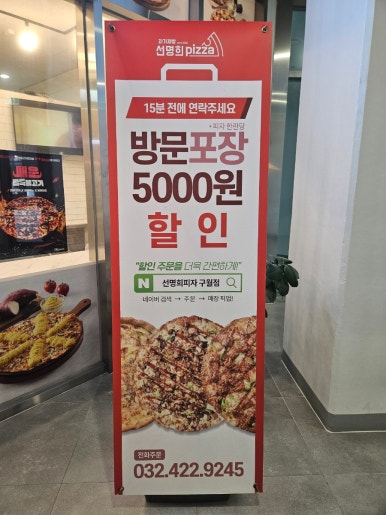 선명희 pizza
15분 전에 연락주세요
*피자 한판당
방문포장
5000원
할인
"할인 주문을 더욱 간편하게!"
N 선명희피자 구월점
네이버 검색 → 주문 → 매장 픽업!
전화주문
032.422.9245
매운